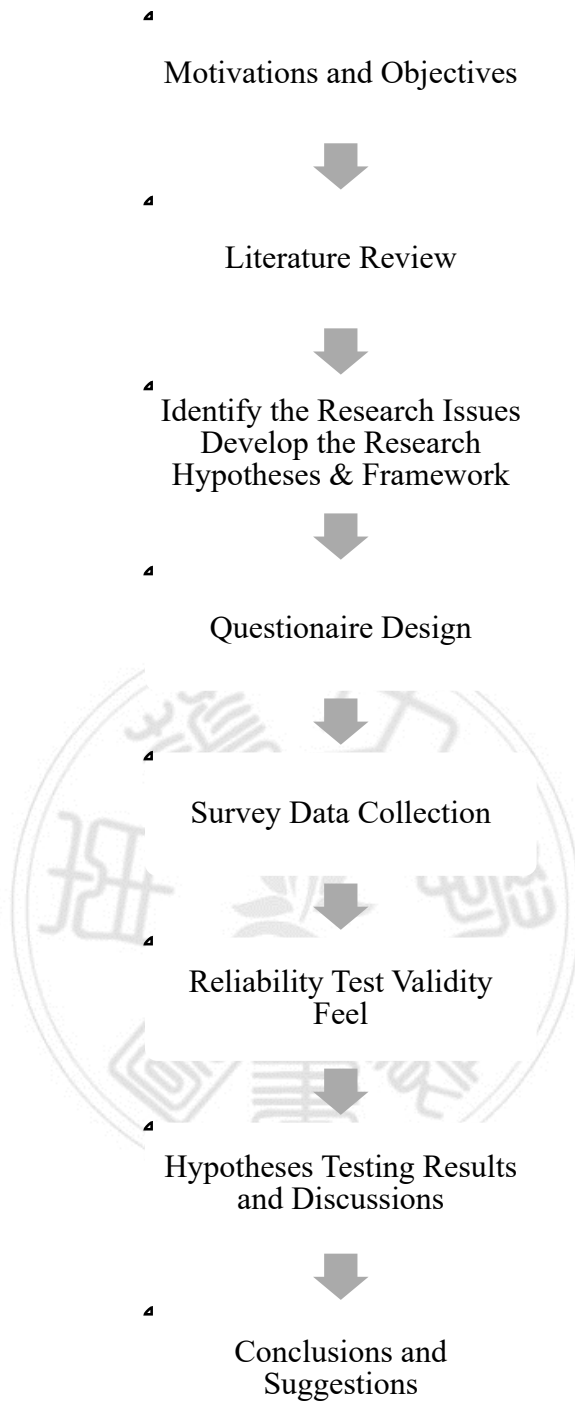 Motivations and Objectives
Literature Review
Identify the Research Issues
Develop the Research
Hypotheses & Framework
Questionaire Design
Survey Data Collection
Reliability Test Validity
Feel
Hypotheses Testing Results
and Discussions
Conclusions and
Suggestions